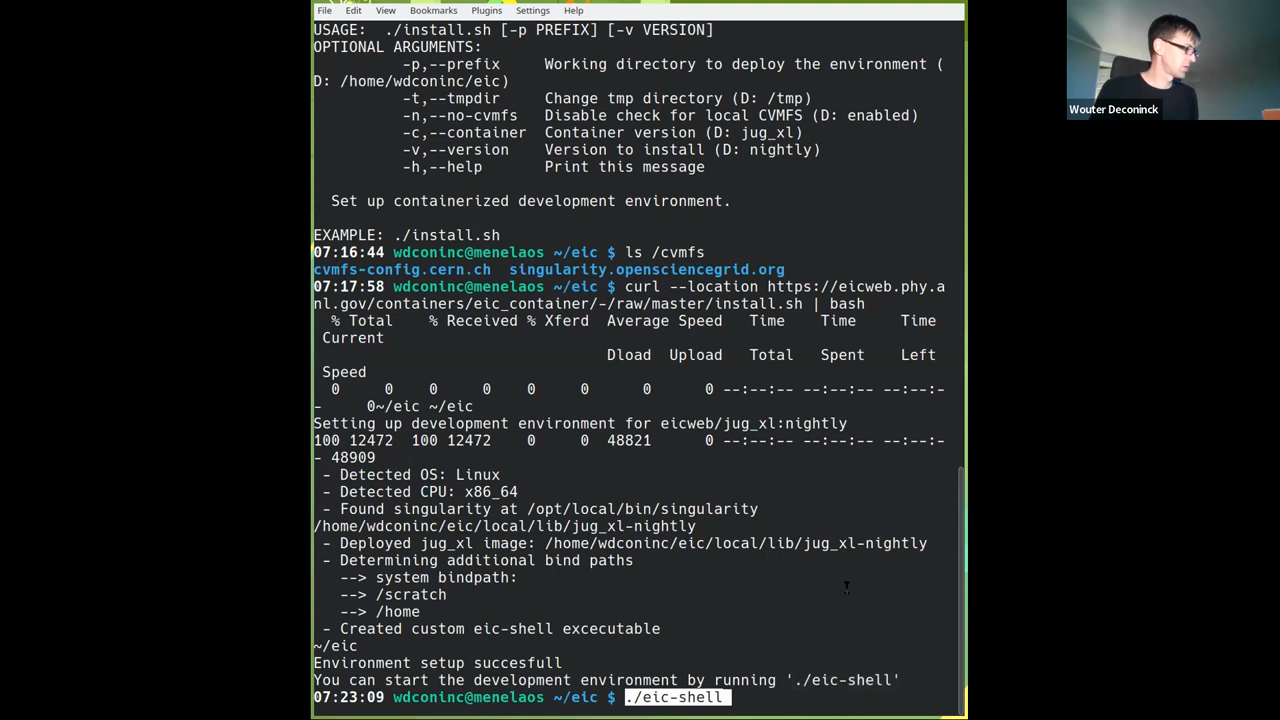 File Edit View Bookmarks Plugins Settings Help
USAGE:  ./install.sh [-p PREFIX] [-v VERSION]
OPTIONAL ARGUMENTS:
-p,--prefix     Working directory to deploy the environment (
D: /home/wdconinc/eic)
-t,--tmpdir     Change tmp directory (D: /tmp)
-n,--no-cvmfs   Disable check for local CVMFS (D: enabled)
-c,--container  Container version (D: jug_xl)
-v,--version    Version to install (D: nightly)
-h,--help       Print this message
Set up containerized development environment.
EXAMPLE: ./install.sh
07:16:44 wdconinc@menelaos ~/eic $ ls /cvmfs
cvmfs-config.cern.ch  singularity.opensciencegrid.org
07:17:58 wdconinc@menelaos ~/eic $ curl --location https://eicweb.phy.a
nl.gov/containers/eic_container/-/raw/master/install.sh | bash
% Total    % Received % Xferd  Average Speed   Time    Time     Time
Current
Dload  Upload   Total   Spent    Left
Speed
0     0    0     0    0     0      0      0 --:--:-- --:--:-- --:--:-
-     0~/eic ~/eic
Setting up development environment for eicweb/jug_xl:nightly
100 12472  100 12472    0     0  48821      0 --:--:-- --:--:-- --:--:-
- 48909
- Detected OS: Linux
- Detected CPU: x86_64
- Found singularity at /opt/local/bin/singularity
/home/wdconinc/eic/local/lib/jug_xl-nightly
- Deployed jug_xl image: /home/wdconinc/eic/local/lib/jug_xl-nightly
- Determining additional bind paths
--> system bindpath:
--> /scratch
--> /home
- Created custom eic-shell excecutable
~/eic
Environment setup succesfull
You can start the development environment by running './eic-shell'
07:23:09 wdconinc@menelaos ~/eic $ ./eic-shell
Wouter Deconinck